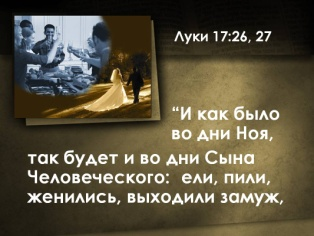 Луки 17:26, 27
“И как было
во дни Ноя,
так будет и во дни Сына
Человеческого: ели, пили,
женились, выходили замуж,